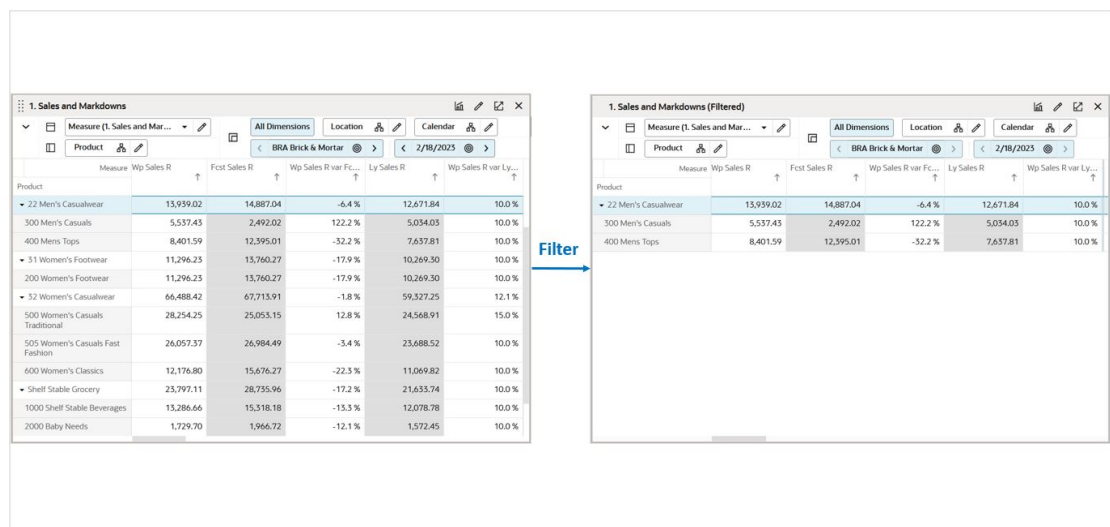 1. Sales and Markdowns
Measure (1. Sales and Mar...
All Dimensions Location Calendar
Product
BRA Brick & Mortar 2/18/2023
Measure Wp Sales R Fcst Sales R Wp Sales R var Fc... Ly Sales R Wp Sales R var Ly...
Product
22 Men's Casualwear 13,939.02 14,887.04 -6.4 % 12,671.84 10.0 %
300 Men's Casuals 5,537.43 2,492.02 122.2 % 5,034.03 10.0 %
400 Mens Tops 8,401.59 12,395.01 -32.2 % 7,637.81 10.0 %
31 Women's Footwear 11,296.23 13,760.27 -17.9 % 10,269.30 10.0 %
200 Women's Footwear 11,296.23 13,760.27 -17.9 % 10,269.30 10.0 %
32 Women's Casualwear 66,488.42 67,713.91 -1.8 % 59,327.25 12.1 %
500 Women's Casuals 28,254.25 25,053.15 12.8 % 24,568.91 15.0 %
Traditional
505 Women's Casuals Fast 26,057.37 26,984.49 -3.4 % 23,688.52 10.0 %
Fashion
600 Women's Classics 12,176.80 15,676.27 -22.3 % 11,069.82 10.0 %
Shelf Stable Grocery 23,797.11 28,735.96 -17.2 % 21,633.74 10.0 %
1000 Shelf Stable Beverages 13,286.66 15,318.18 -13.3 % 12,078.78 10.0 %
2000 Baby Needs 1,729.70 1,966.72 -12.1 % 1,572.45 10.0 %
Filter
1. Sales and Markdowns (Filtered)
Measure (1. Sales and Mar...
All Dimensions Location Calendar
Product
BRA Brick & Mortar 2/18/2023
Measure Wp Sales R Fcst Sales R Wp Sales R var Fc... Ly Sales R Wp Sales R var Ly...
Product
22 Men's Casualwear 13,939.02 14,887.04 -6.4 % 12,671.84 10.0 %
300 Men's Casuals 5,537.43 2,492.02 122.2 % 5,034.03 10.0 %
400 Mens Tops 8,401.59 12,395.01 -32.2 % 7,637.81 10.0 %